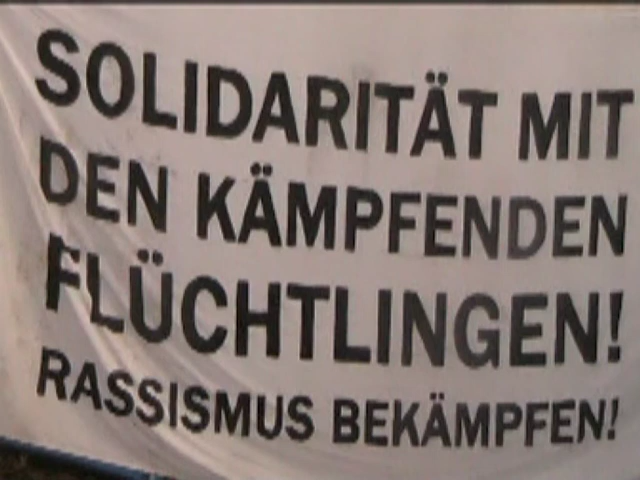 SOLIDARITÄT MIT
DEN KÄMPFENDEN
FLÜCHTLINGEN!
RASSISMUS BEKÄMPFEN!